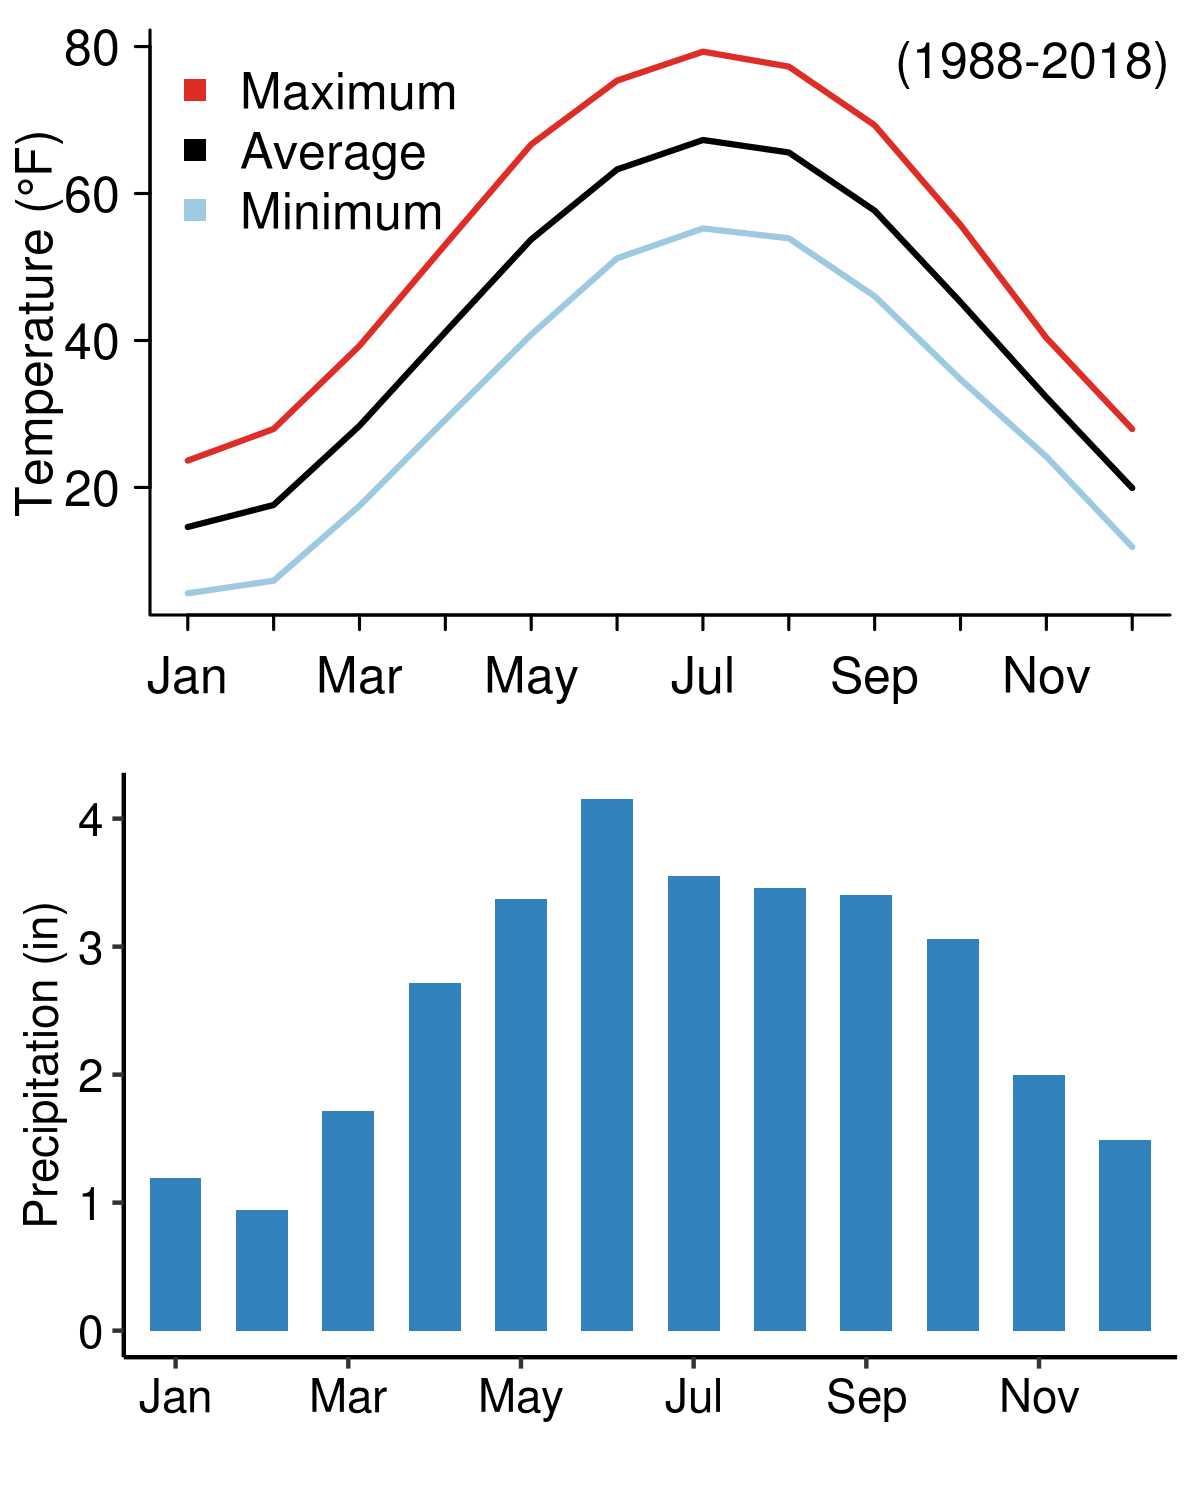 (1988-2018)
Maximum
Average
Minimum
Temperature (°F)
80
60
40
20
Jan Mar May Jul Sep Nov
Precipitation (in)
4
3
2
1
0
Jan Mar May Jul Sep Nov